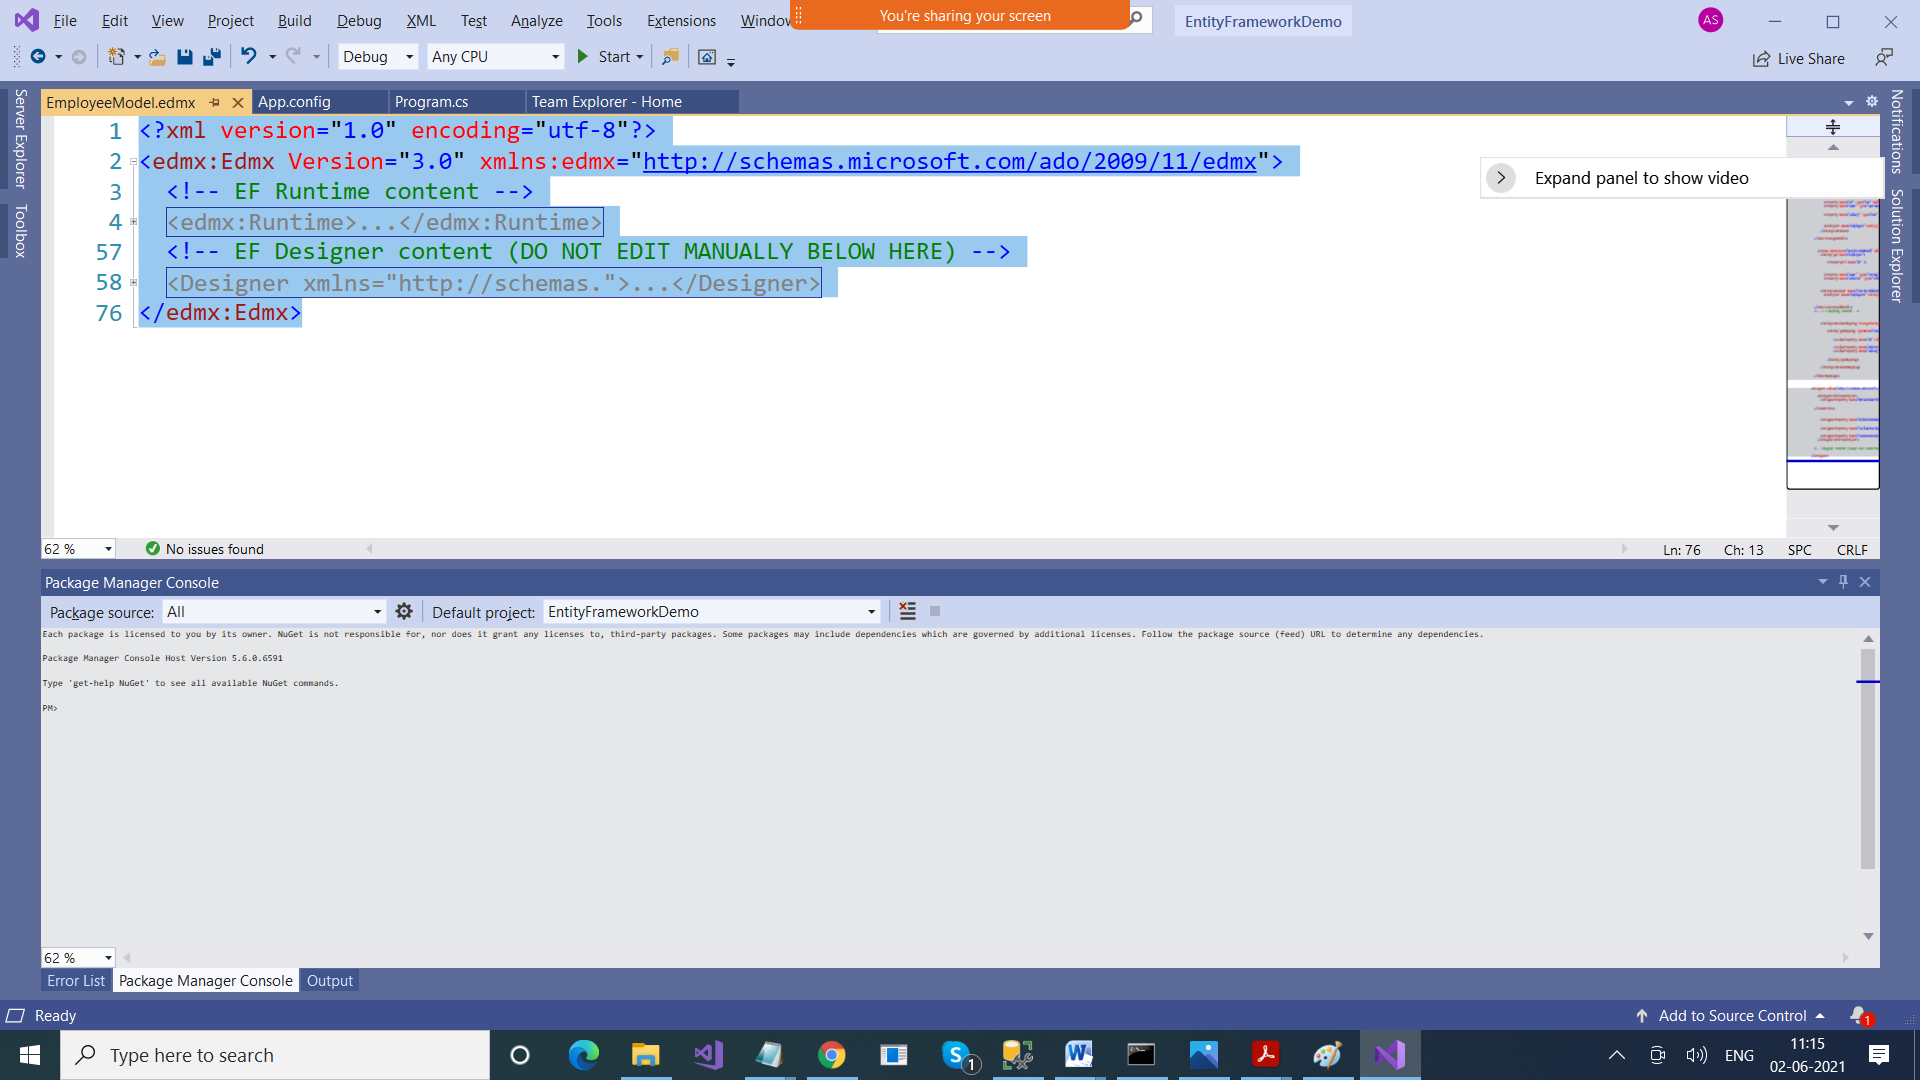 File Edit View Project Build Debug XML Test Analyze Tools Extensions Window
You're sharing your screen
EntityFrameworkDemo
AS
Debug Any CPU Start Live Share
EmployeeModel.edmx App.config Program.cs Team Explorer - Home
Server Explorer
Toolbox
Notifications
Solution Explorer
1 <?xml version="1.0" encoding="utf-8"?>
2 <edmx:Edmx Version="3.0" xmlns:edmx="http://schemas.microsoft.com/ado/2009/11/edmx">
3 <!-- EF Runtime content -->
4 <edmx:Runtime>...</edmx:Runtime>
57 <!-- EF Designer content (DO NOT EDIT MANUALLY BELOW HERE) -->
58 <Designer xmlns="http://schemas.">...</Designer>
76 </edmx:Edmx>
Expand panel to show video
62 % No issues found Ln: 76 Ch: 13 SPC CRLF
Package Manager Console
Package source: All Default project: EntityFrameworkDemo
Each package is licensed to you by its owner. NuGet is not responsible for, nor does it grant any licenses to, third-party packages. Some packages may include dependencies which are governed by additional licenses. Follow the package source (feed) URL to determine any dependencies.
Package Manager Console Host Version 5.6.0.6591
Type 'get-help NuGet' to see all available NuGet commands.
PM>
62 %
Error List Package Manager Console Output
Ready Add to Source Control 1
Type here to search 1 ENG 11:15
02-06-2021